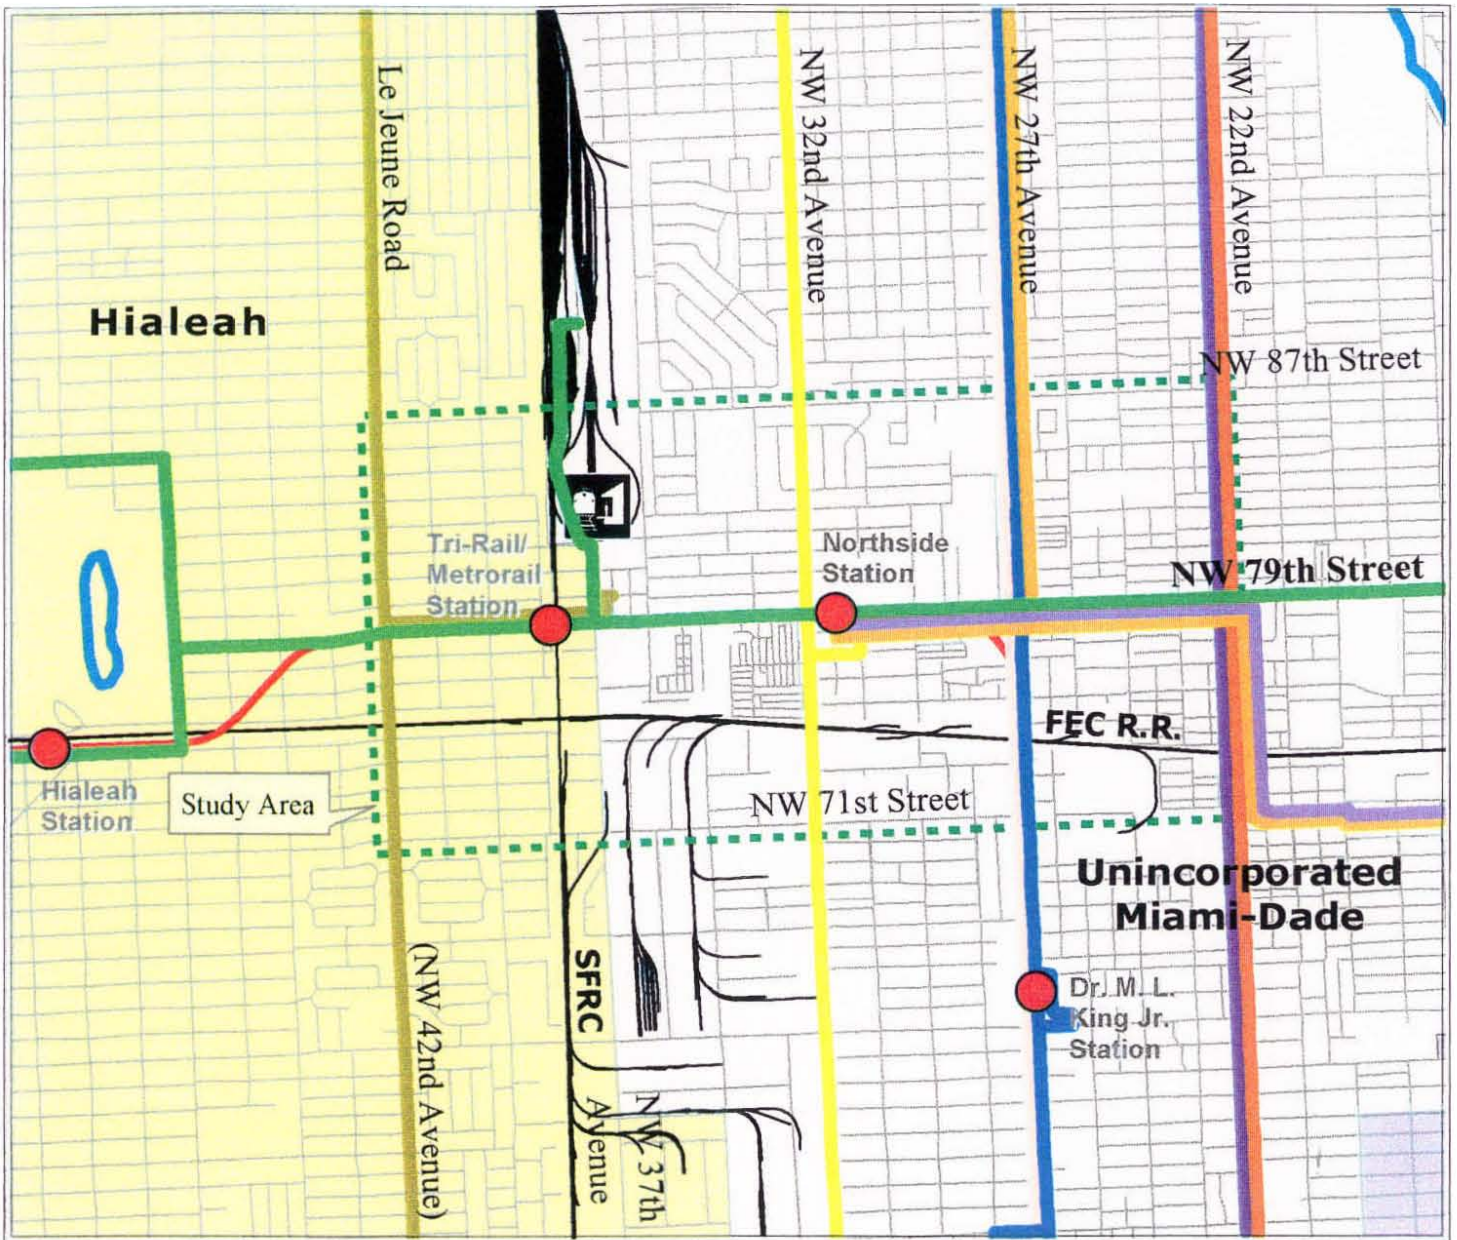 Le Jeune Road
NW 32nd Avenue
NW 27th Avenue
NW 22nd Avenue
Hialeah
NW 87th Street
Tri-Rail/
Metrorail
Station
Northside
Station
NW 79th Street
FEC R.R.
Hialeah
Station
Study Area
NW 71st Street
Unincorporated
Miami-Dade
(NW 42nd Avenue)
SFRC
Dr. M. L.
King Jr.
Station
NW 37th
Avenue